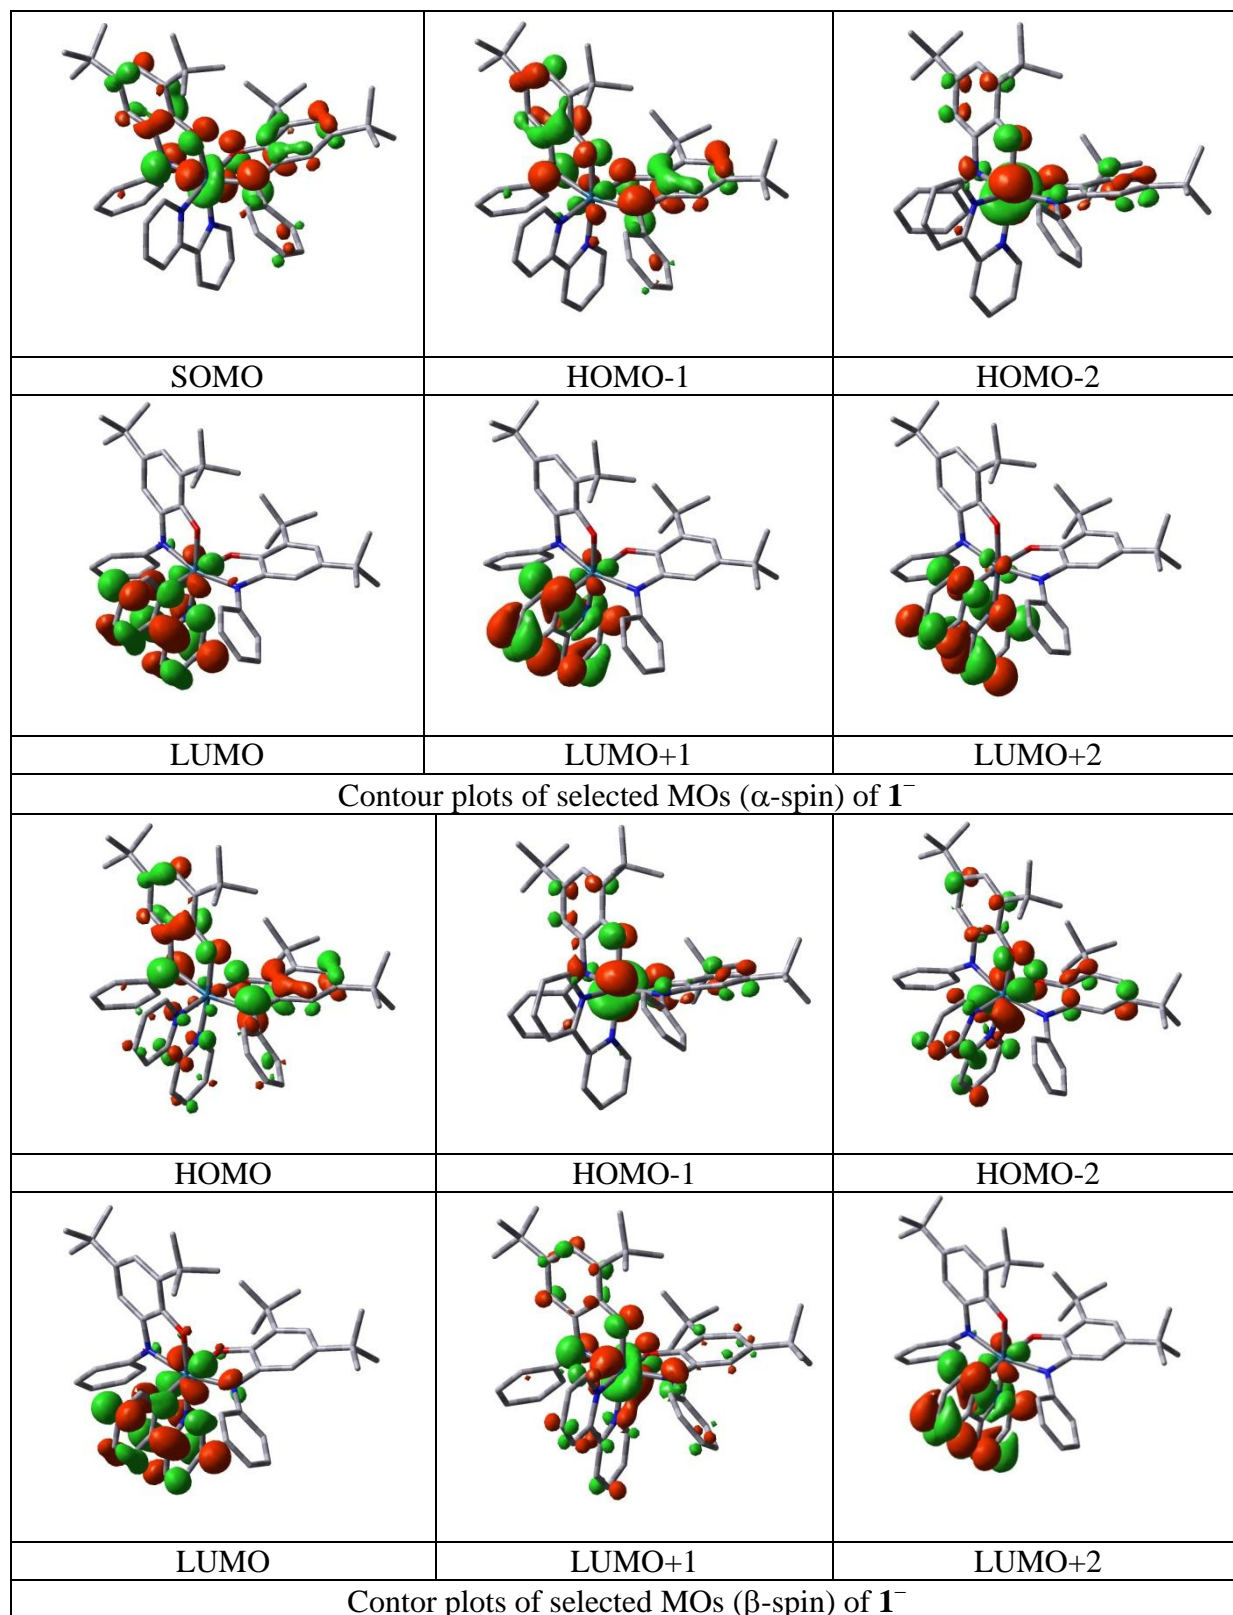 SOMO HOMO-1 HOMO-2
LUMO LUMO+1 LUMO+2
Contour plots of selected MOs (α-spin) of 1⁻
HOMO HOMO-1 HOMO-2
LUMO LUMO+1 LUMO+2
Contor plots of selected MOs (β-spin) of 1⁻